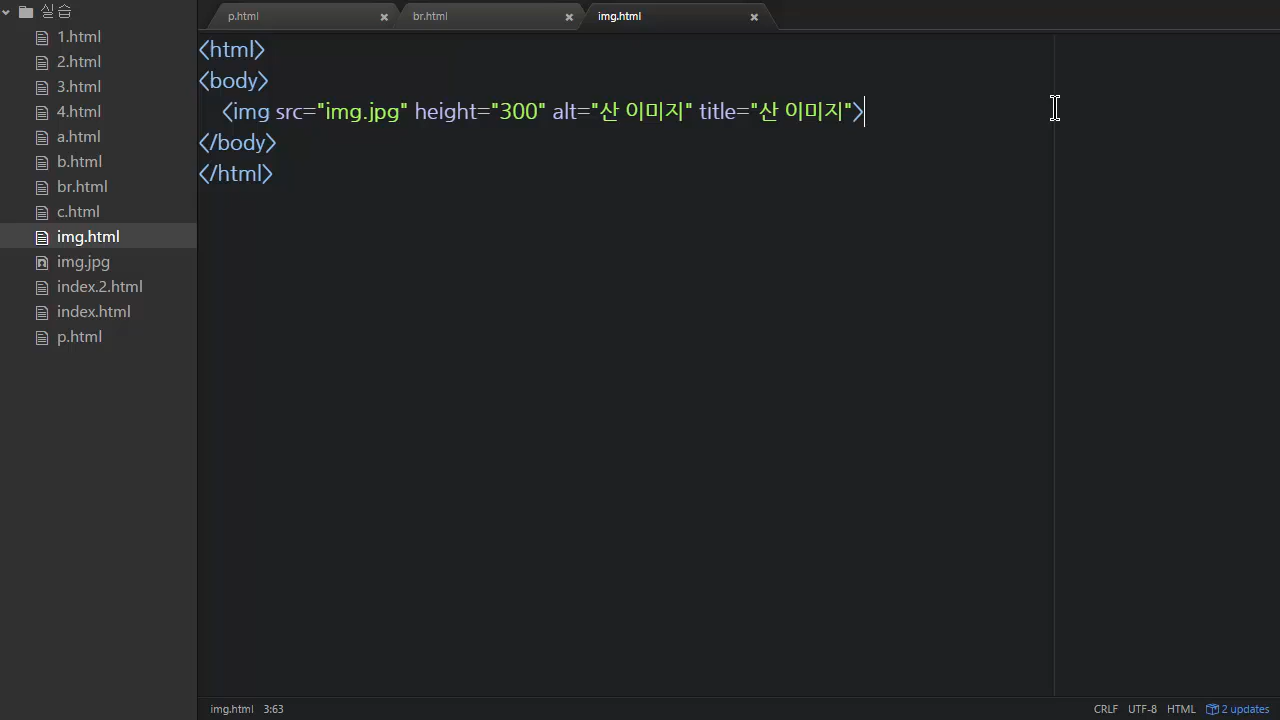 실습
1.html
2.html
3.html
4.html
a.html
b.html
br.html
c.html
img.html
img.jpg
index.2.html
index.html
p.html
p.html
br.html
img.html
<html>
<body>
<img src="img.jpg" height="300" alt="산 이미지" title="산 이미지">
</body>
</html>
img.html 3:63
CRLF UTF-8 HTML 2 updates